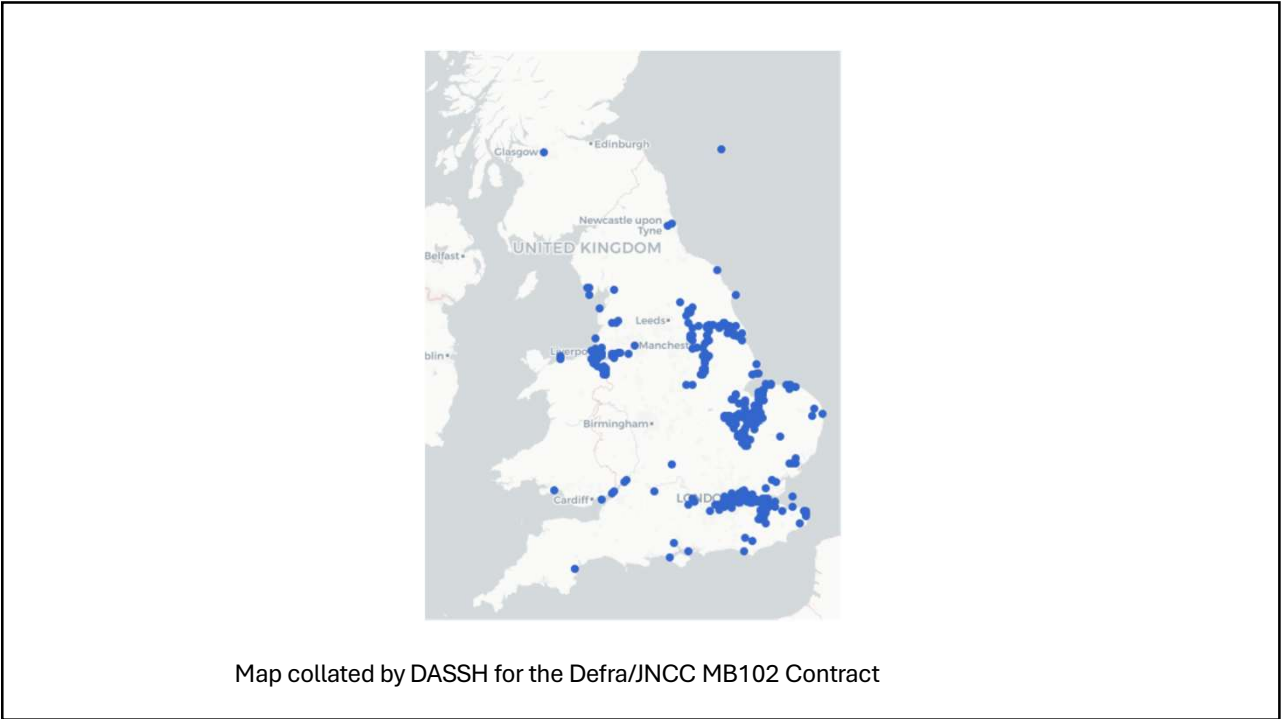 Glasgow
Edinburgh
Newcastle upon
Tyne
UNITED KINGDOM
Belfast
Leeds
Liverpo
Manchest
blin
Birmingham
Cardiff
LONDO
Map collated by DASSH for the Defra/JNCC MB102 Contract